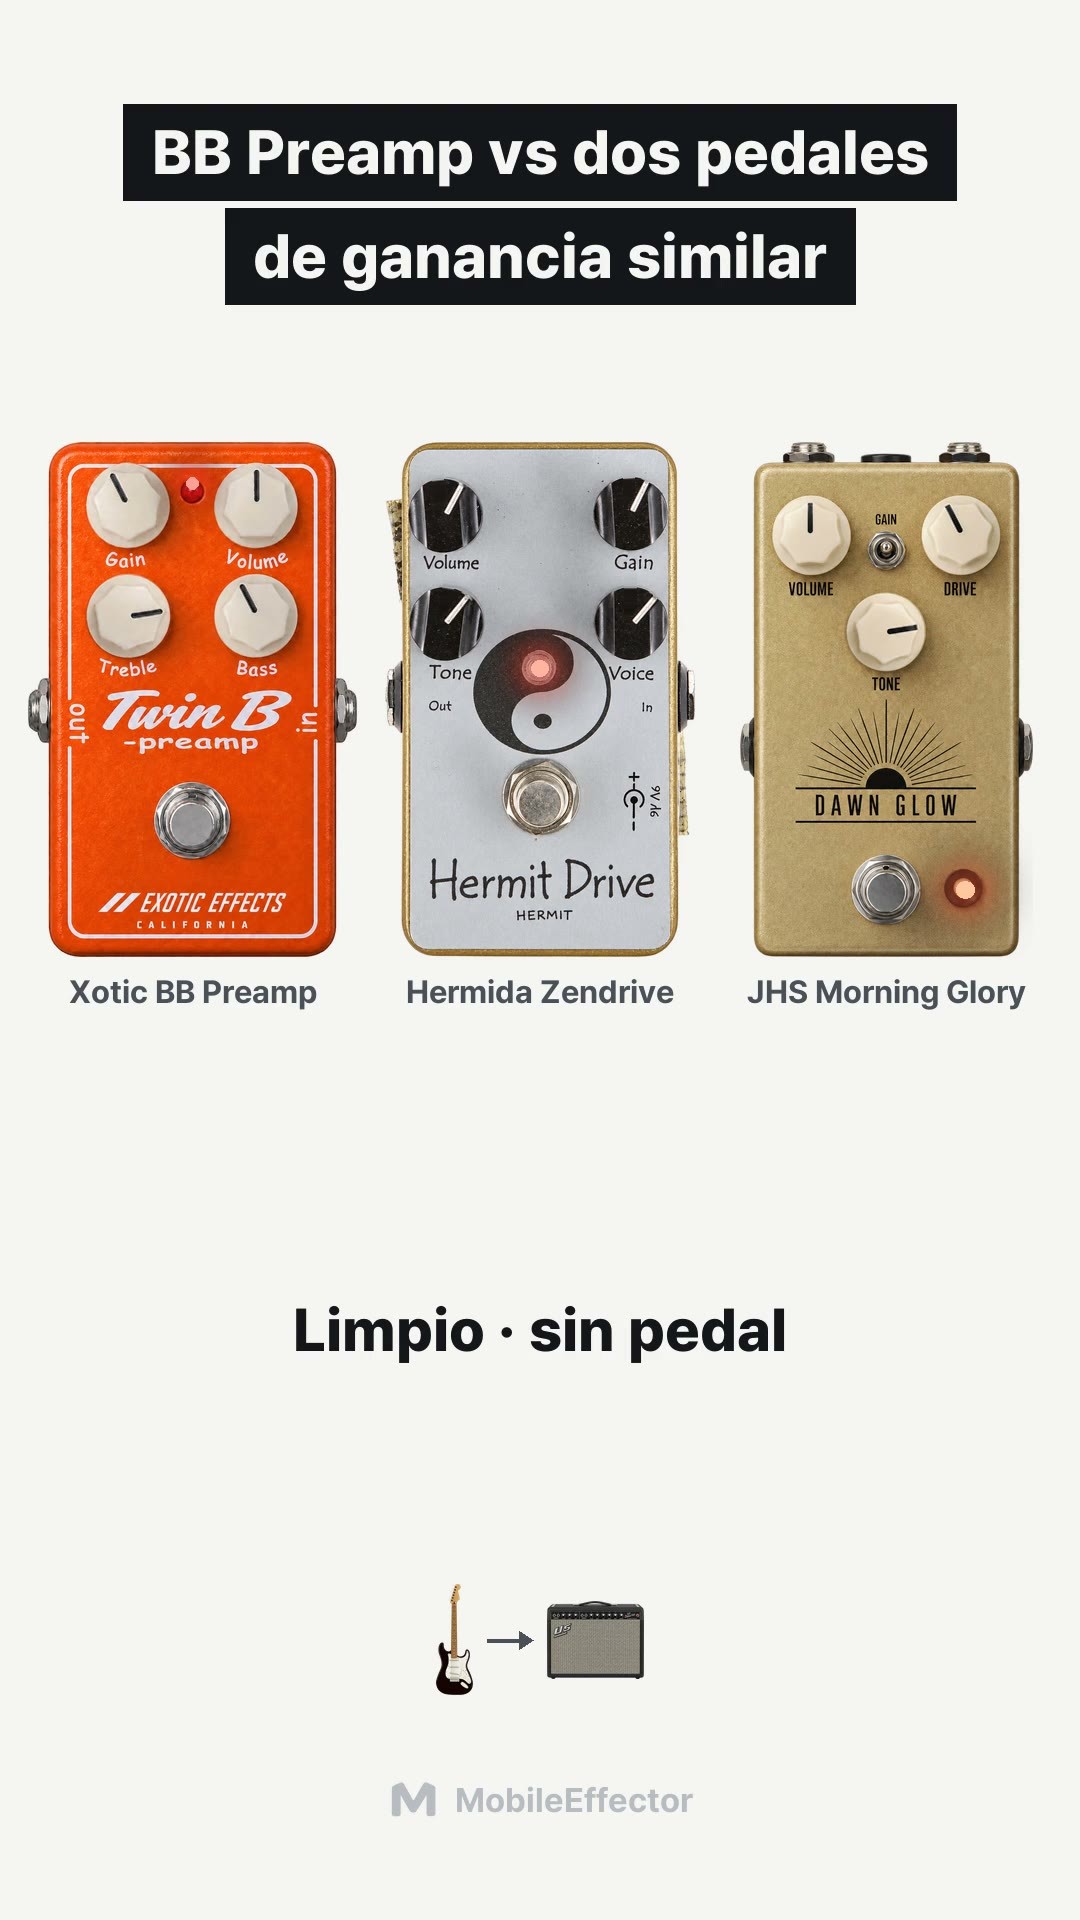 BB Preamp vs dos pedales
de ganancia similar
Gain
Volume
Treble
Bass
out
in
Twin B
-preamp
EXOTIC EFFECTS
CALIFORNIA
Volume
Gain
Tone
Voice
Out
In
9V dc
Hermit Drive
HERMIT
GAIN
VOLUME
DRIVE
TONE
DAWN GLOW
Xotic BB Preamp
Hermida Zendrive
JHS Morning Glory
Limpio · sin pedal
MobileEffector